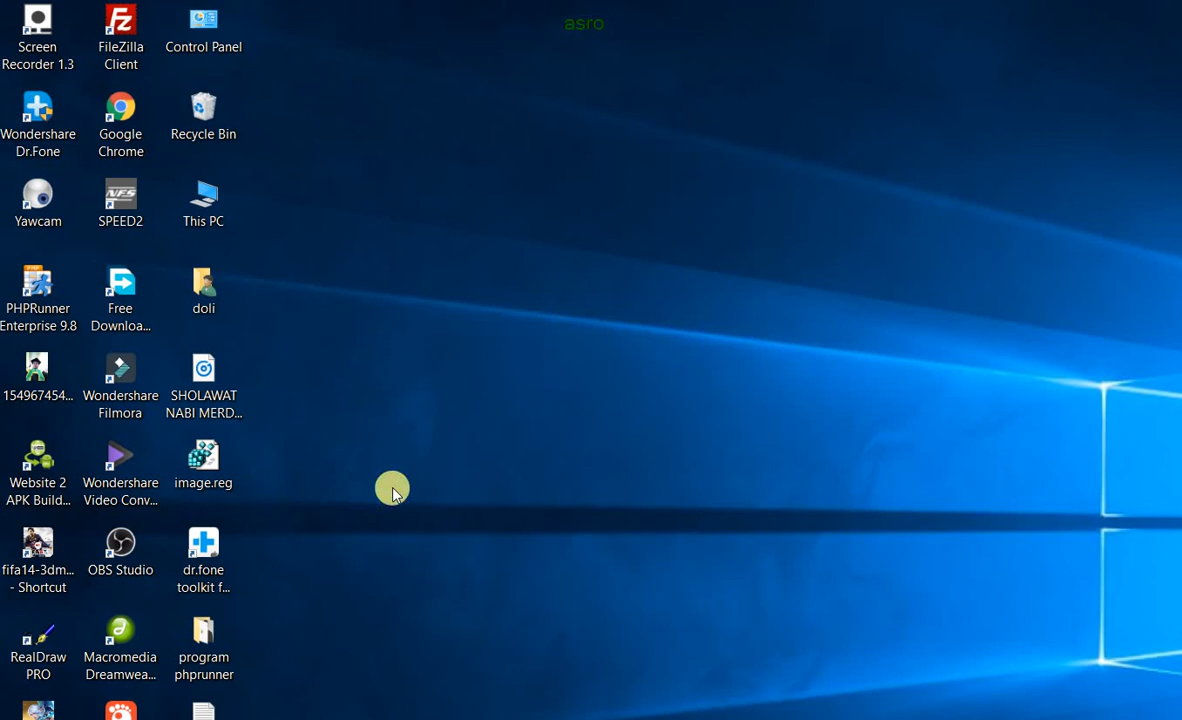 asro
Screen
Recorder 1.3
FileZilla
Client
Control Panel
Wondershare
Dr.Fone
Google
Chrome
Recycle Bin
Yawcam
NFS
SPEED2
This PC
PHP
PHPRunner
Enterprise 9.8
Free
Downloa...
doli
154967454...
Wondershare
Filmora
SHOLAWAT
NABI MERD...
Website 2
APK Build...
Wondershare
Video Conv...
image.reg
fifa14-3dm...
- Shortcut
OBS Studio
dr.fone
toolkit f...
RealDraw
PRO
Macromedia
Dreamwea...
program
phprunner